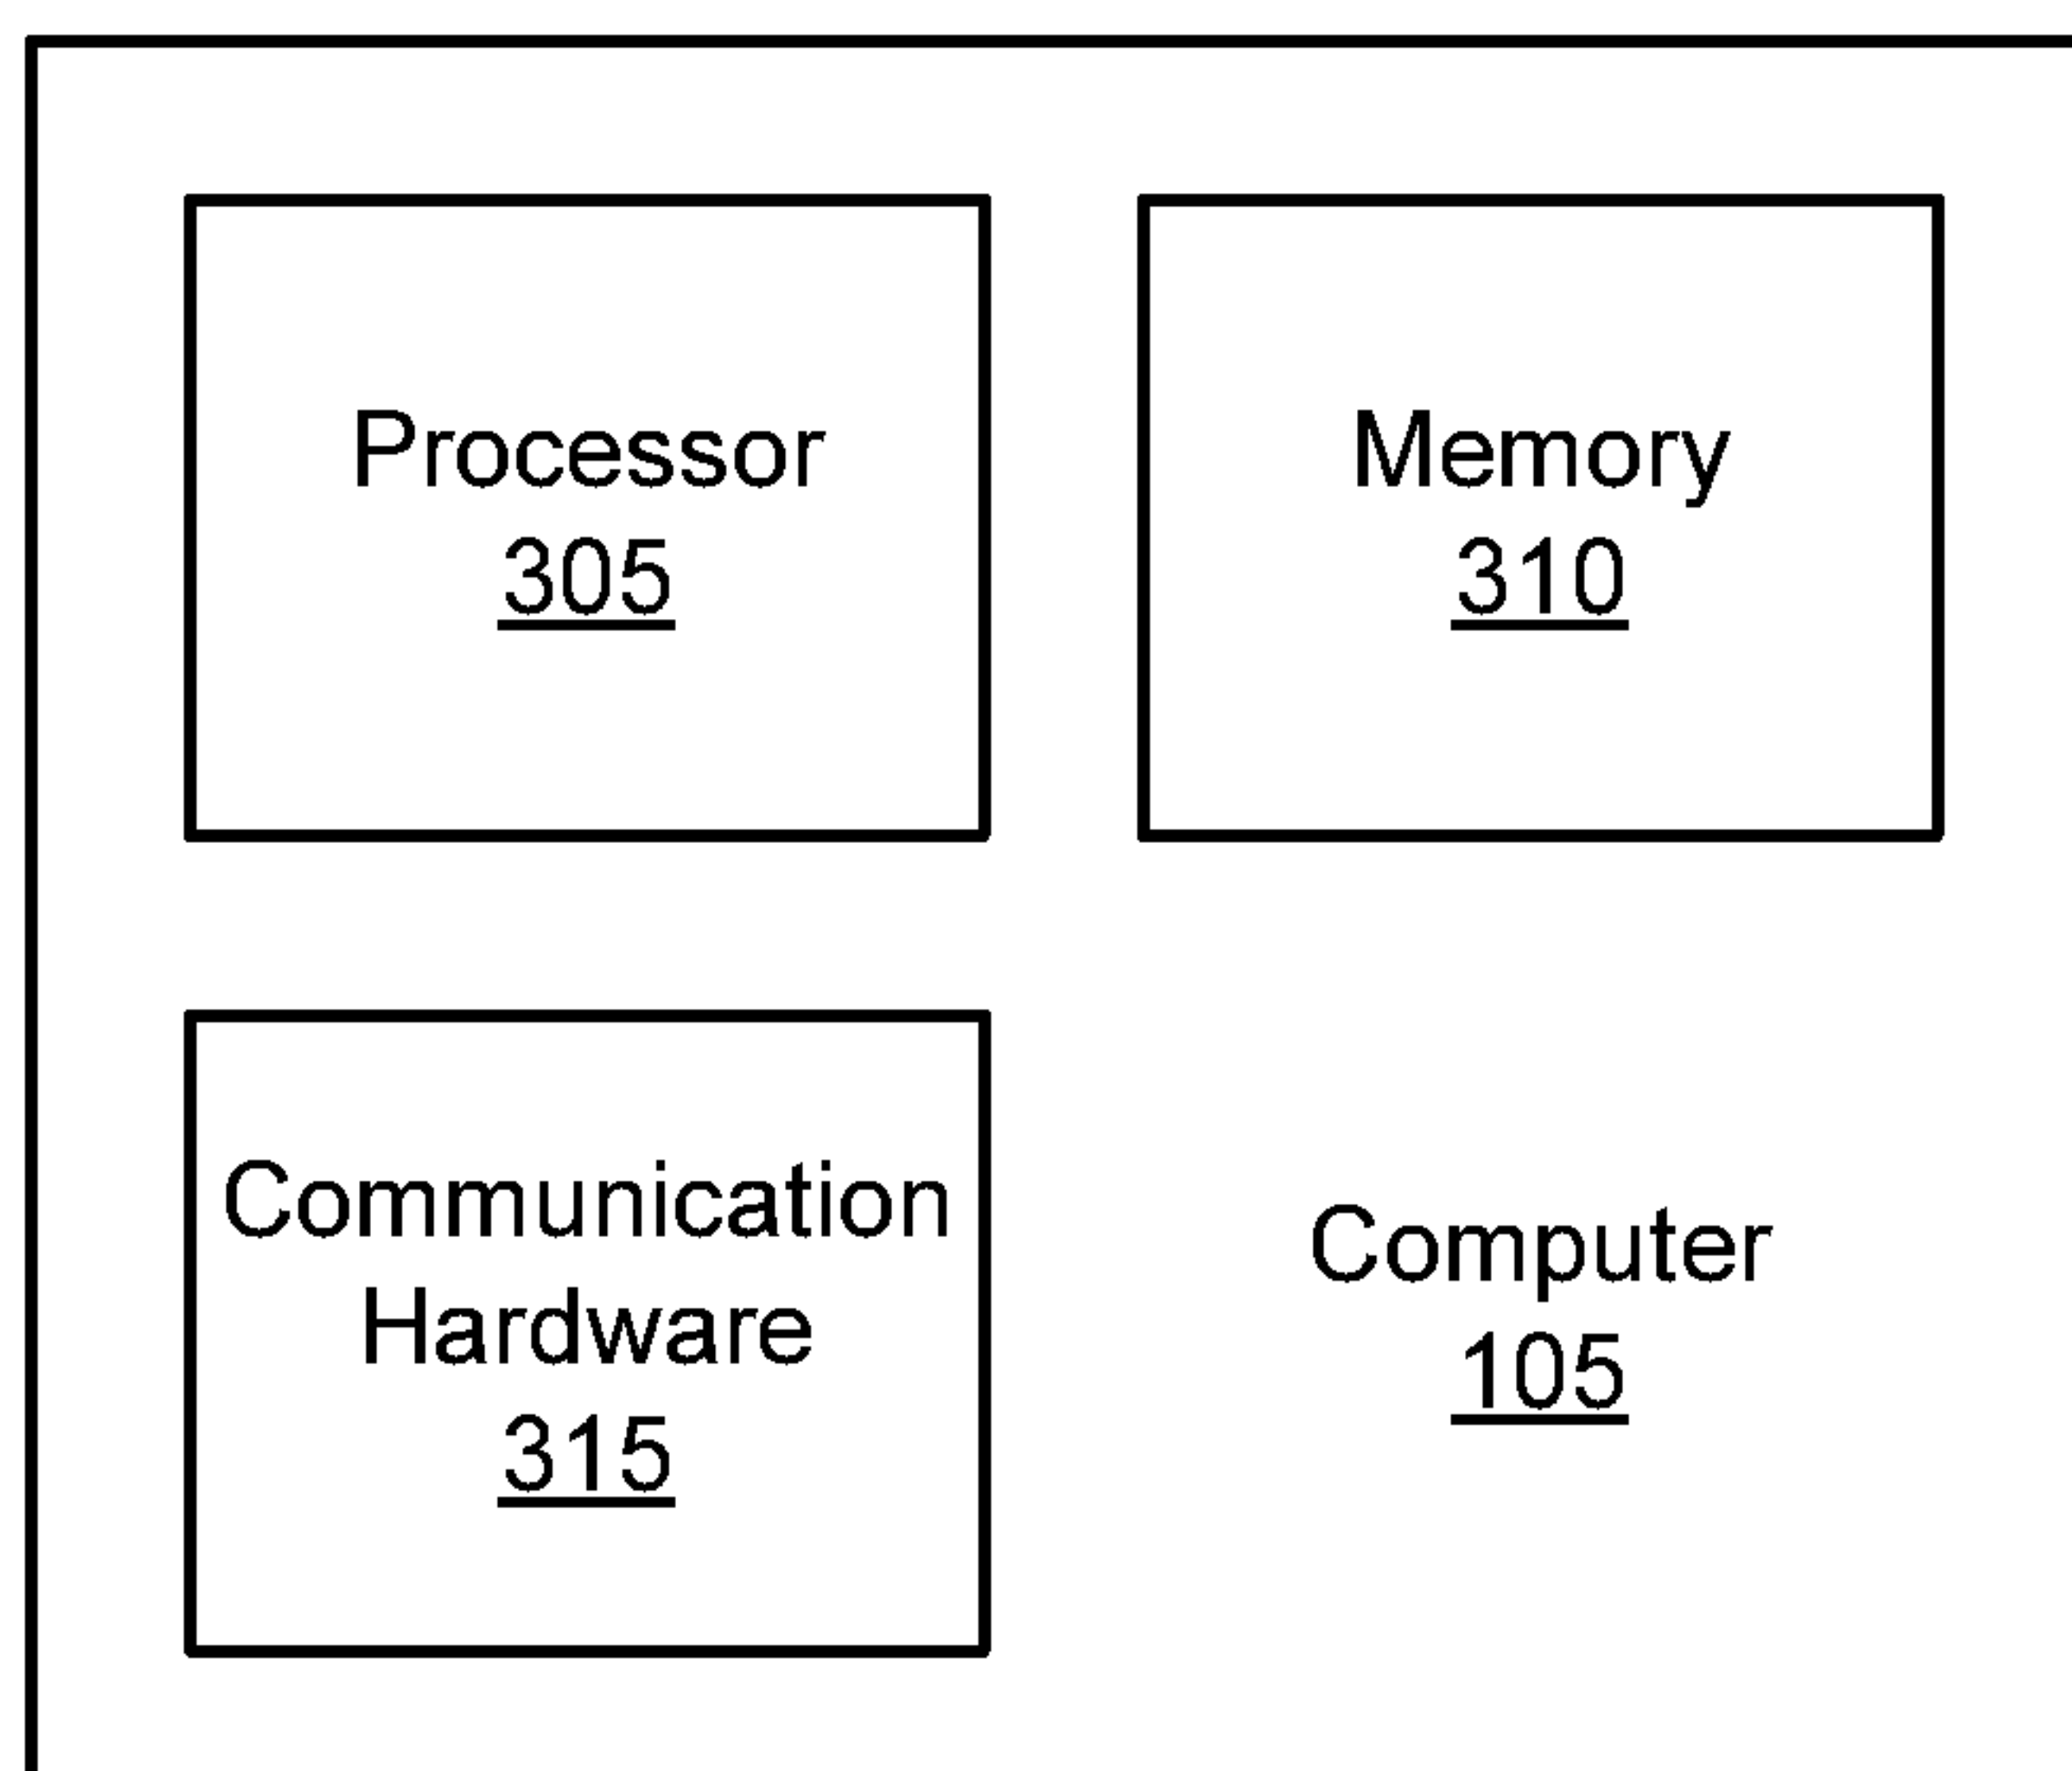 Processor
305
Memory
310
Communication
Hardware
315
Computer
105